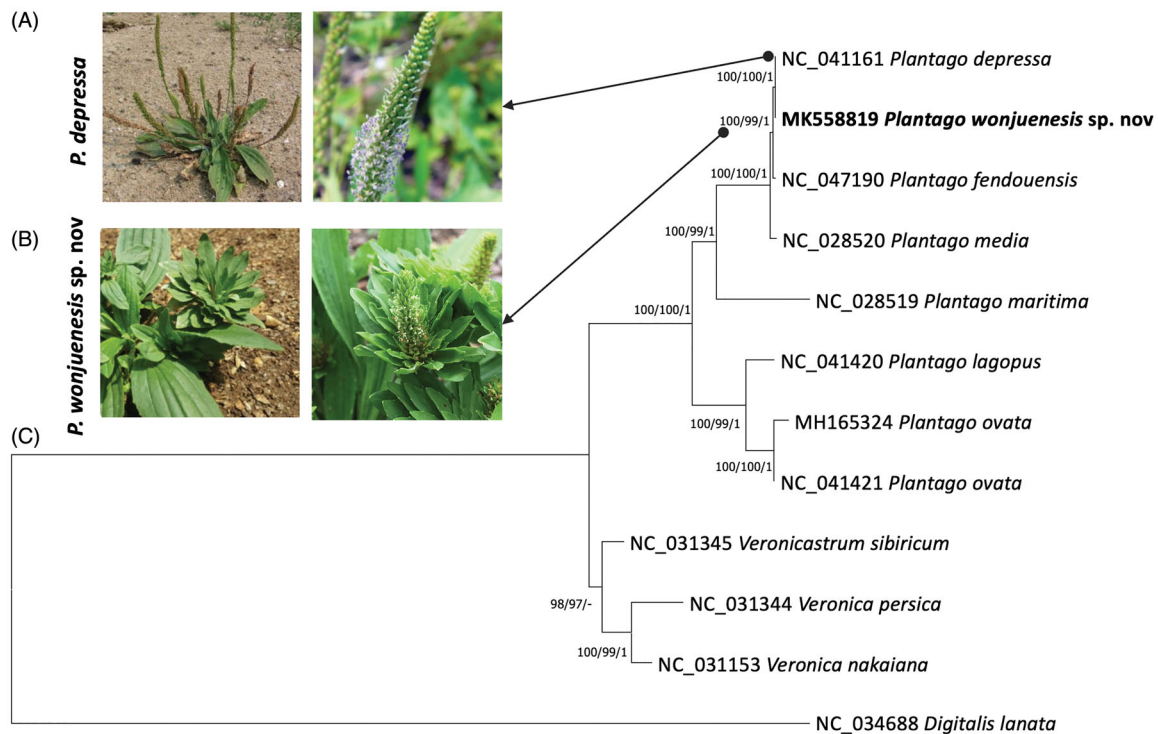 (A)
P. depressa
(B)
P. wonjuenesis sp. nov
(C)
NC_041161 Plantago depressa
100/100/1
MK558819 Plantago wonjuenesis sp. nov
100/99/1
NC_047190 Plantago fendouensis
100/100/1
NC_028520 Plantago media
100/99/1
NC_028519 Plantago maritima
100/100/1
NC_041420 Plantago lagopus
100/99/1
MH165324 Plantago ovata
100/100/1
NC_041421 Plantago ovata
NC_031345 Veronicastrum sibiricum
98/97/-
NC_031344 Veronica persica
100/99/1
NC_031153 Veronica nakaiana
NC_034688 Digitalis lanata